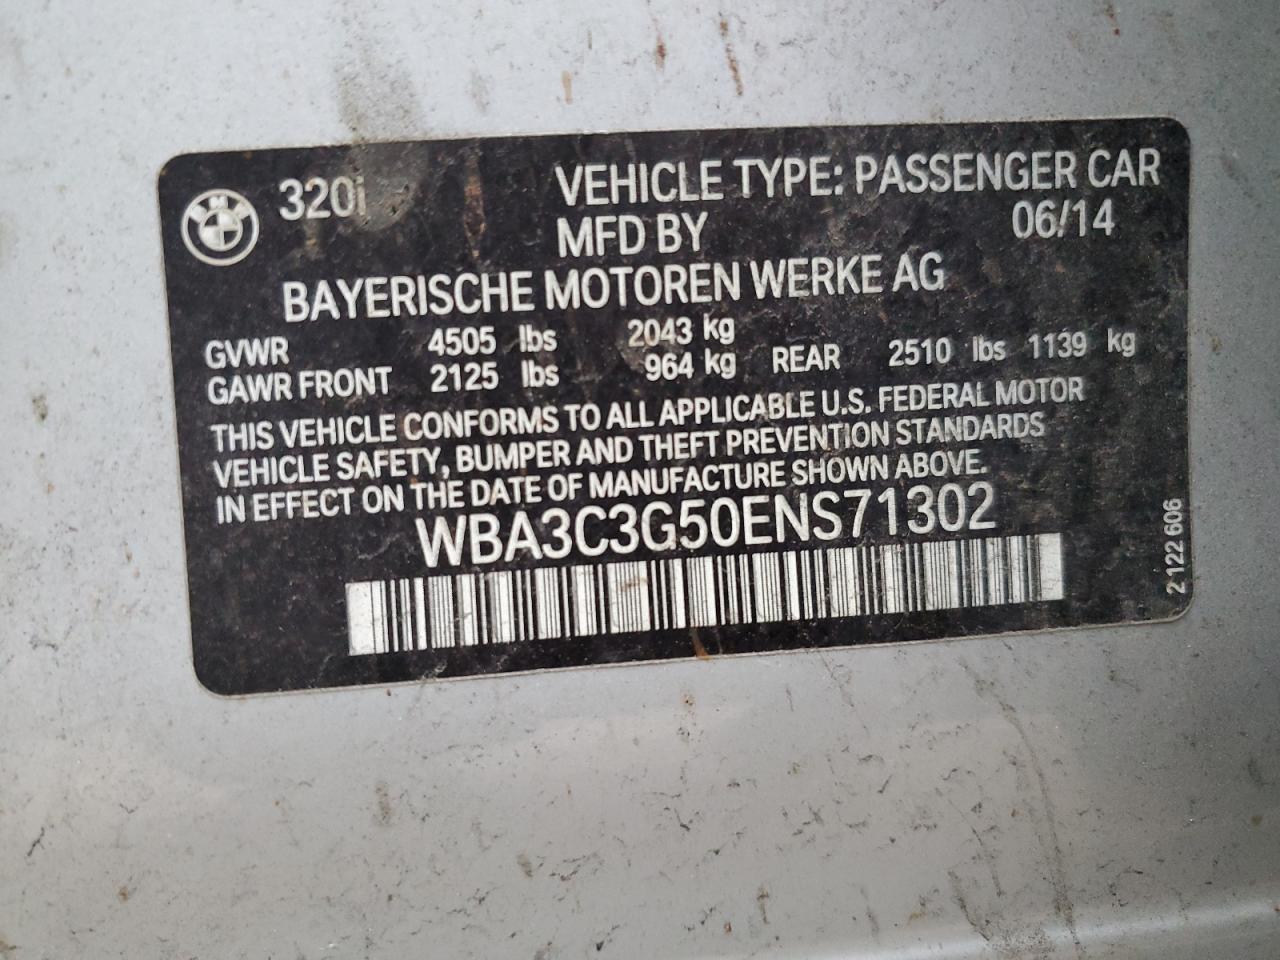 BMW 320i VEHICLE TYPE: PASSENGER CAR
MFD BY 06/14
BAYERISCHE MOTOREN WERKE AG
GVWR 4505 lbs 2043 kg
GAWR FRONT 2125 lbs 964 kg REAR 2510 lbs 1139 kg
THIS VEHICLE CONFORMS TO ALL APPLICABLE U.S. FEDERAL MOTOR
VEHICLE SAFETY, BUMPER AND THEFT PREVENTION STANDARDS
IN EFFECT ON THE DATE OF MANUFACTURE SHOWN ABOVE.
WBA3C3G50ENS71302
2 122 606